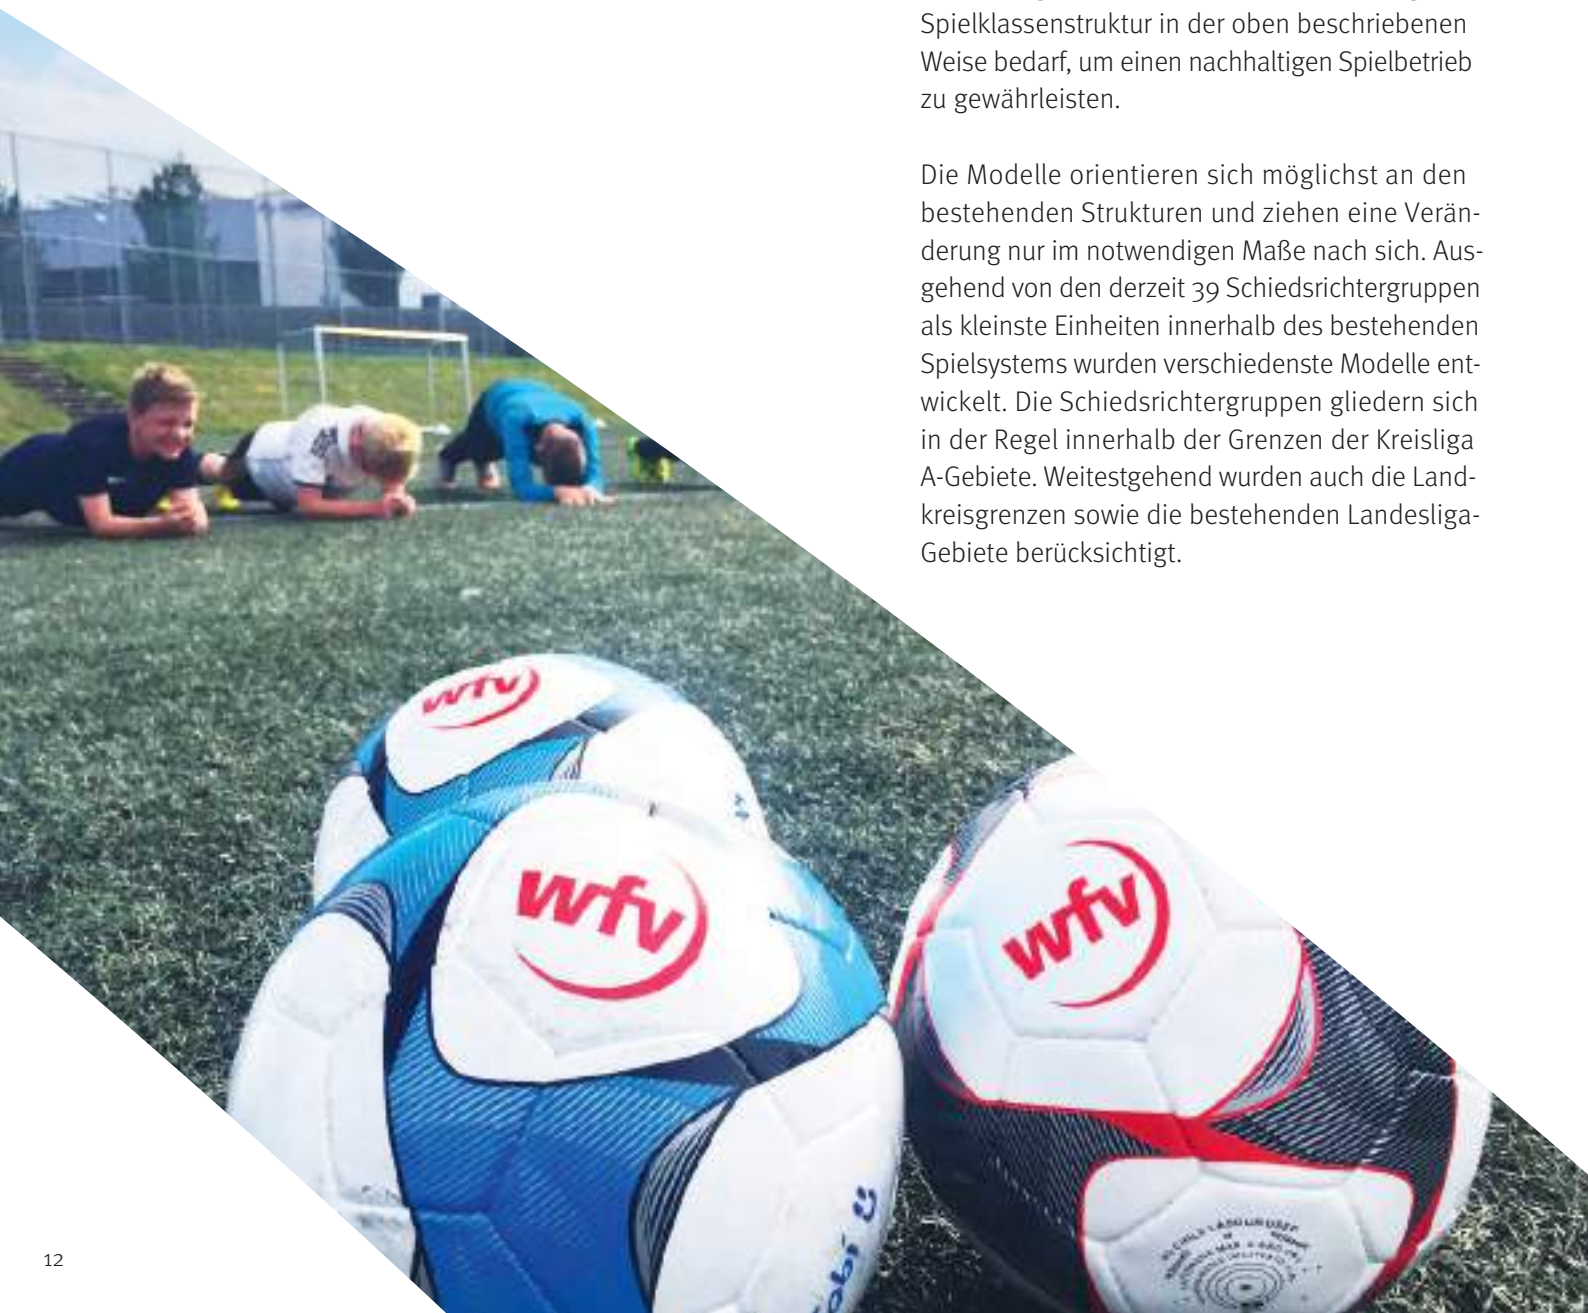 Spielklassenstruktur in der oben beschriebenen
Weise bedarf, um einen nachhaltigen Spielbetrieb
zu gewährleisten.
Die Modelle orientieren sich möglichst an den
bestehenden Strukturen und ziehen eine Verän-
derung nur im notwendigen Maße nach sich. Aus-
gehend von den derzeit 39 Schiedsrichtergruppen
als kleinste Einheiten innerhalb des bestehenden
Spielsystems wurden verschiedenste Modelle ent-
wickelt. Die Schiedsrichtergruppen gliedern sich
in der Regel innerhalb der Grenzen der Kreisliga
A-Gebiete. Weitestgehend wurden auch die Land-
kreisgrenzen sowie die bestehenden Landesliga-
Gebiete berücksichtigt.
wfv
wfv
wfv
12